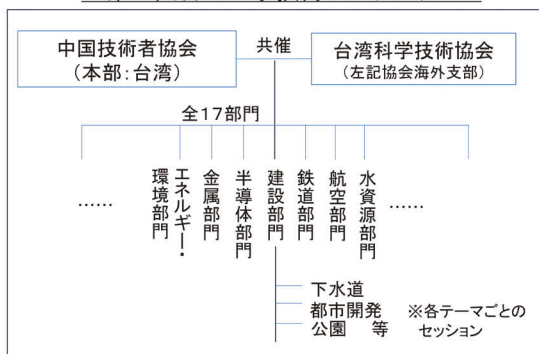 中国技術者協会
（本部：台湾）
共催
台湾科学技術協会
（左記協会海外支部）
全17部門
……
エネルギー・
環境部門
金属部門
半導体部門
建設部門
鉄道部門
航空部門
水資源部門
……
下水道
都市開発
公園　等
※各テーマごとの
セッション